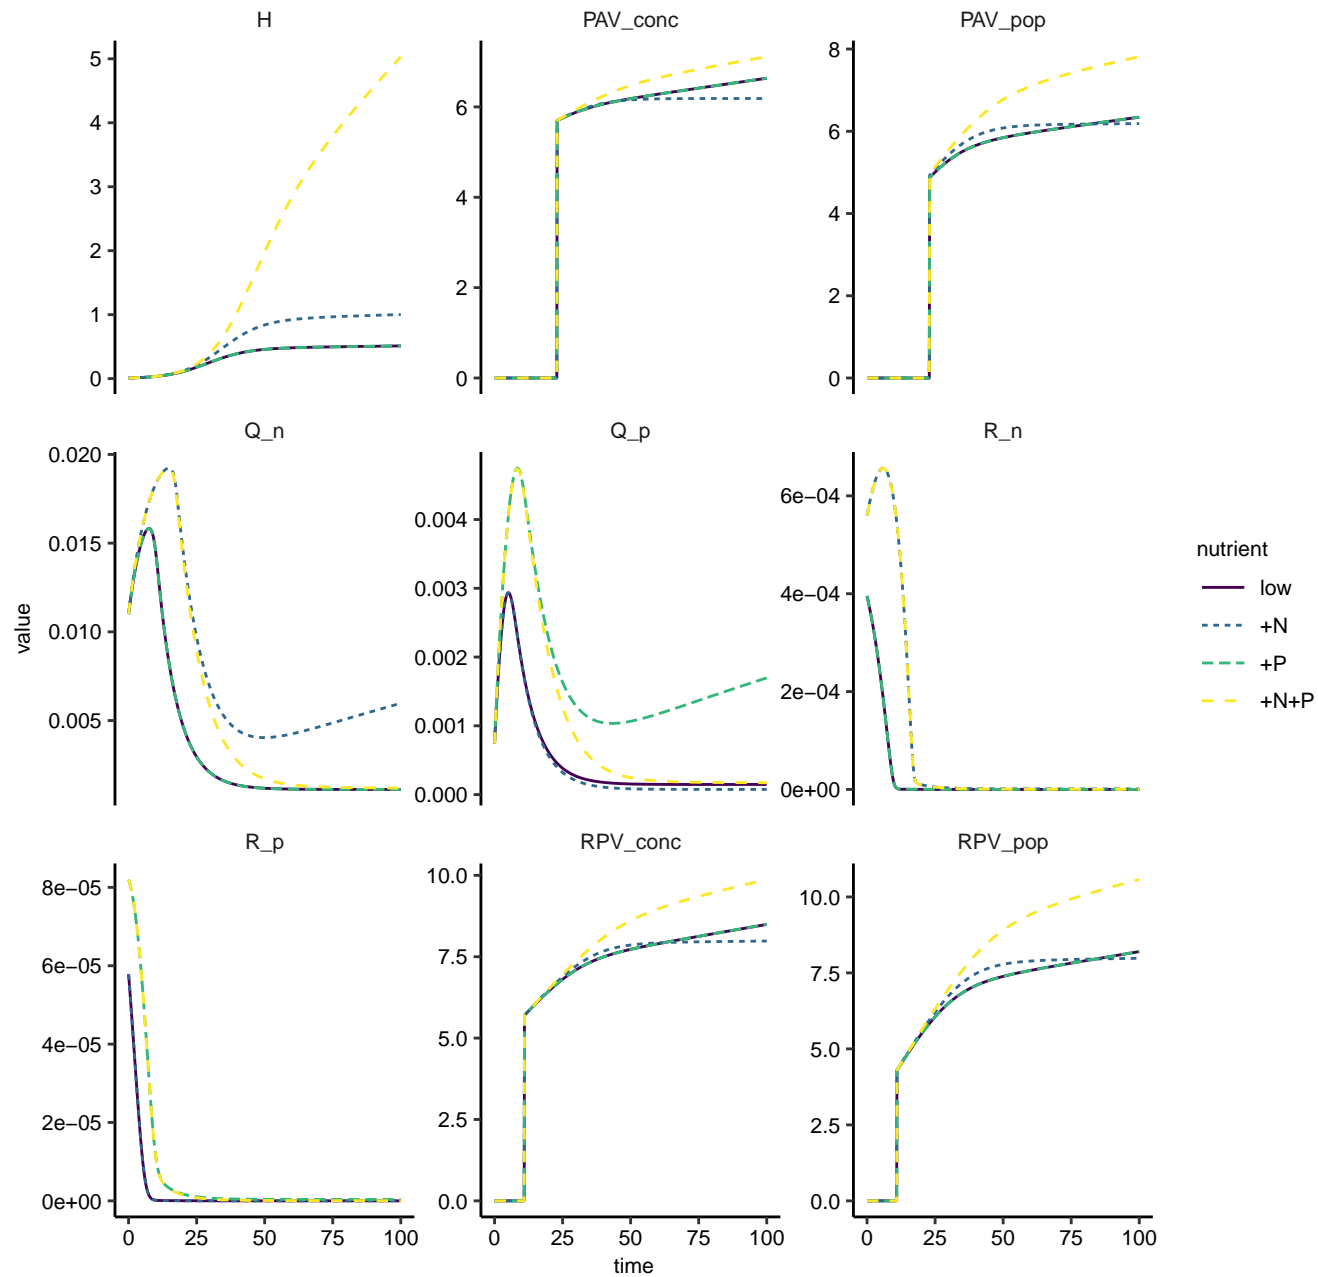 H
PAV_conc
PAV_pop
5
4
3
2
1
0
6
4
2
0
8
6
4
2
0
Q_n
Q_p
R_n
0.020
0.015
0.010
0.005
0.004
0.003
0.002
0.001
0.000
6e−04
4e−04
2e−04
0e+00
value
nutrient
low
+N
+P
+N+P
R_p
RPV_conc
RPV_pop
8e−05
6e−05
4e−05
2e−05
0e+00
10.0
7.5
5.0
2.5
0.0
10.0
7.5
5.0
2.5
0.0
0 25 50 75 100
0 25 50 75 100
0 25 50 75 100
time